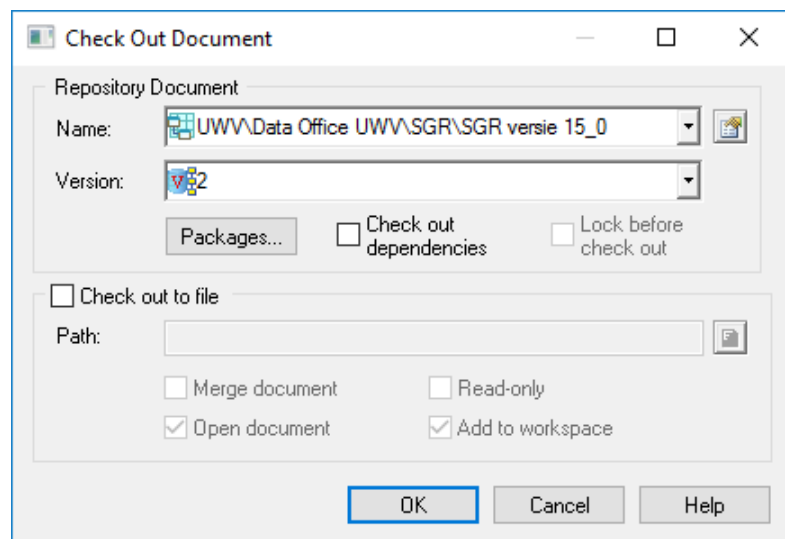 Check Out Document
Repository Document
Name: UWV\Data Office UWV\SGR\SGR versie 15_0
Version: 2
Packages... Check out dependencies Lock before check out
Check out to file
Path:
Merge document Read-only
Open document Add to workspace
OK Cancel Help